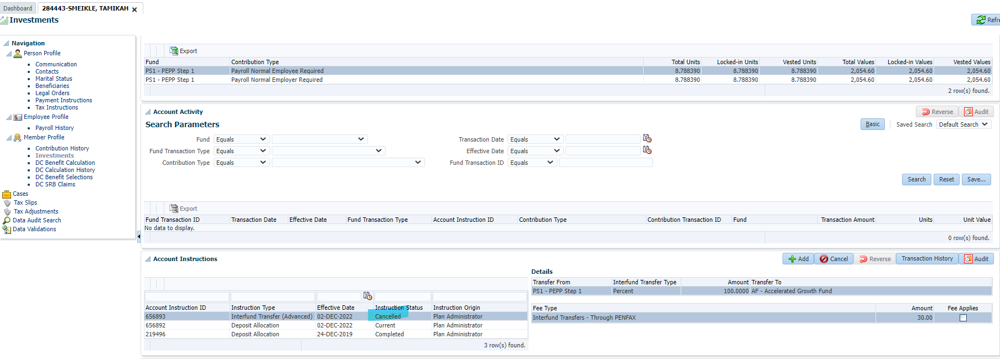 Dashboard 284443-SMEIKLE, TAMIKAH
Investments
Refre
Navigation
Person Profile
Communication
Contacts
Marital Status
Beneficiaries
Legal Orders
Payment Instructions
Tax Instructions
Employee Profile
Payroll History
Member Profile
Contribution History
Investments
DC Benefit Calculation
DC Calculation History
DC Benefit Selections
DC SRB Claims
Cases
Tax Slips
Tax Adjustments
Data Audit Search
Data Validations
Export
Fund Contribution Type Total Units Locked-in Units Vested Units Total Values Locked-in Values Vested Values
PS1 - PEPP Step 1 Payroll Normal Employee Required 8.788390 8.788390 8.788390 2,054.60 2,054.60 2,054.60
PS1 - PEPP Step 1 Payroll Normal Employer Required 8.788390 8.788390 8.788390 2,054.60 2,054.60 2,054.60
2 row(s) found.
Account Activity Reverse Audit
Search Parameters Basic Saved Search Default Search
Fund Equals Transaction Date Equals
Fund Transaction Type Equals Effective Date Equals
Contribution Type Equals Fund Transaction ID Equals
Search Reset Save...
Export
Fund Transaction ID Transaction Date Effective Date Fund Transaction Type Account Instruction ID Contribution Type Contribution Transaction ID Fund Transaction Amount Units Unit Value
No data to display.
0 row(s) found.
Account Instructions Add Cancel Reverse Transaction History Audit
Account Instruction ID Instruction Type Effective Date Instruction Status Instruction Origin
656893 Interfund Transfer (Advanced) 02-DEC-2022 Cancelled Plan Administrator
656892 Deposit Allocation 02-DEC-2022 Current Plan Administrator
219496 Deposit Allocation 24-DEC-2019 Completed Plan Administrator
3 row(s) found.
Details
Transfer From Interfund Transfer Type Amount Transfer To
PS1 - PEPP Step 1 Percent 100.0000 AF - Accelerated Growth Fund
Fee Type Amount Fee Applies
Interfund Transfers - Through PENFAX 30.00